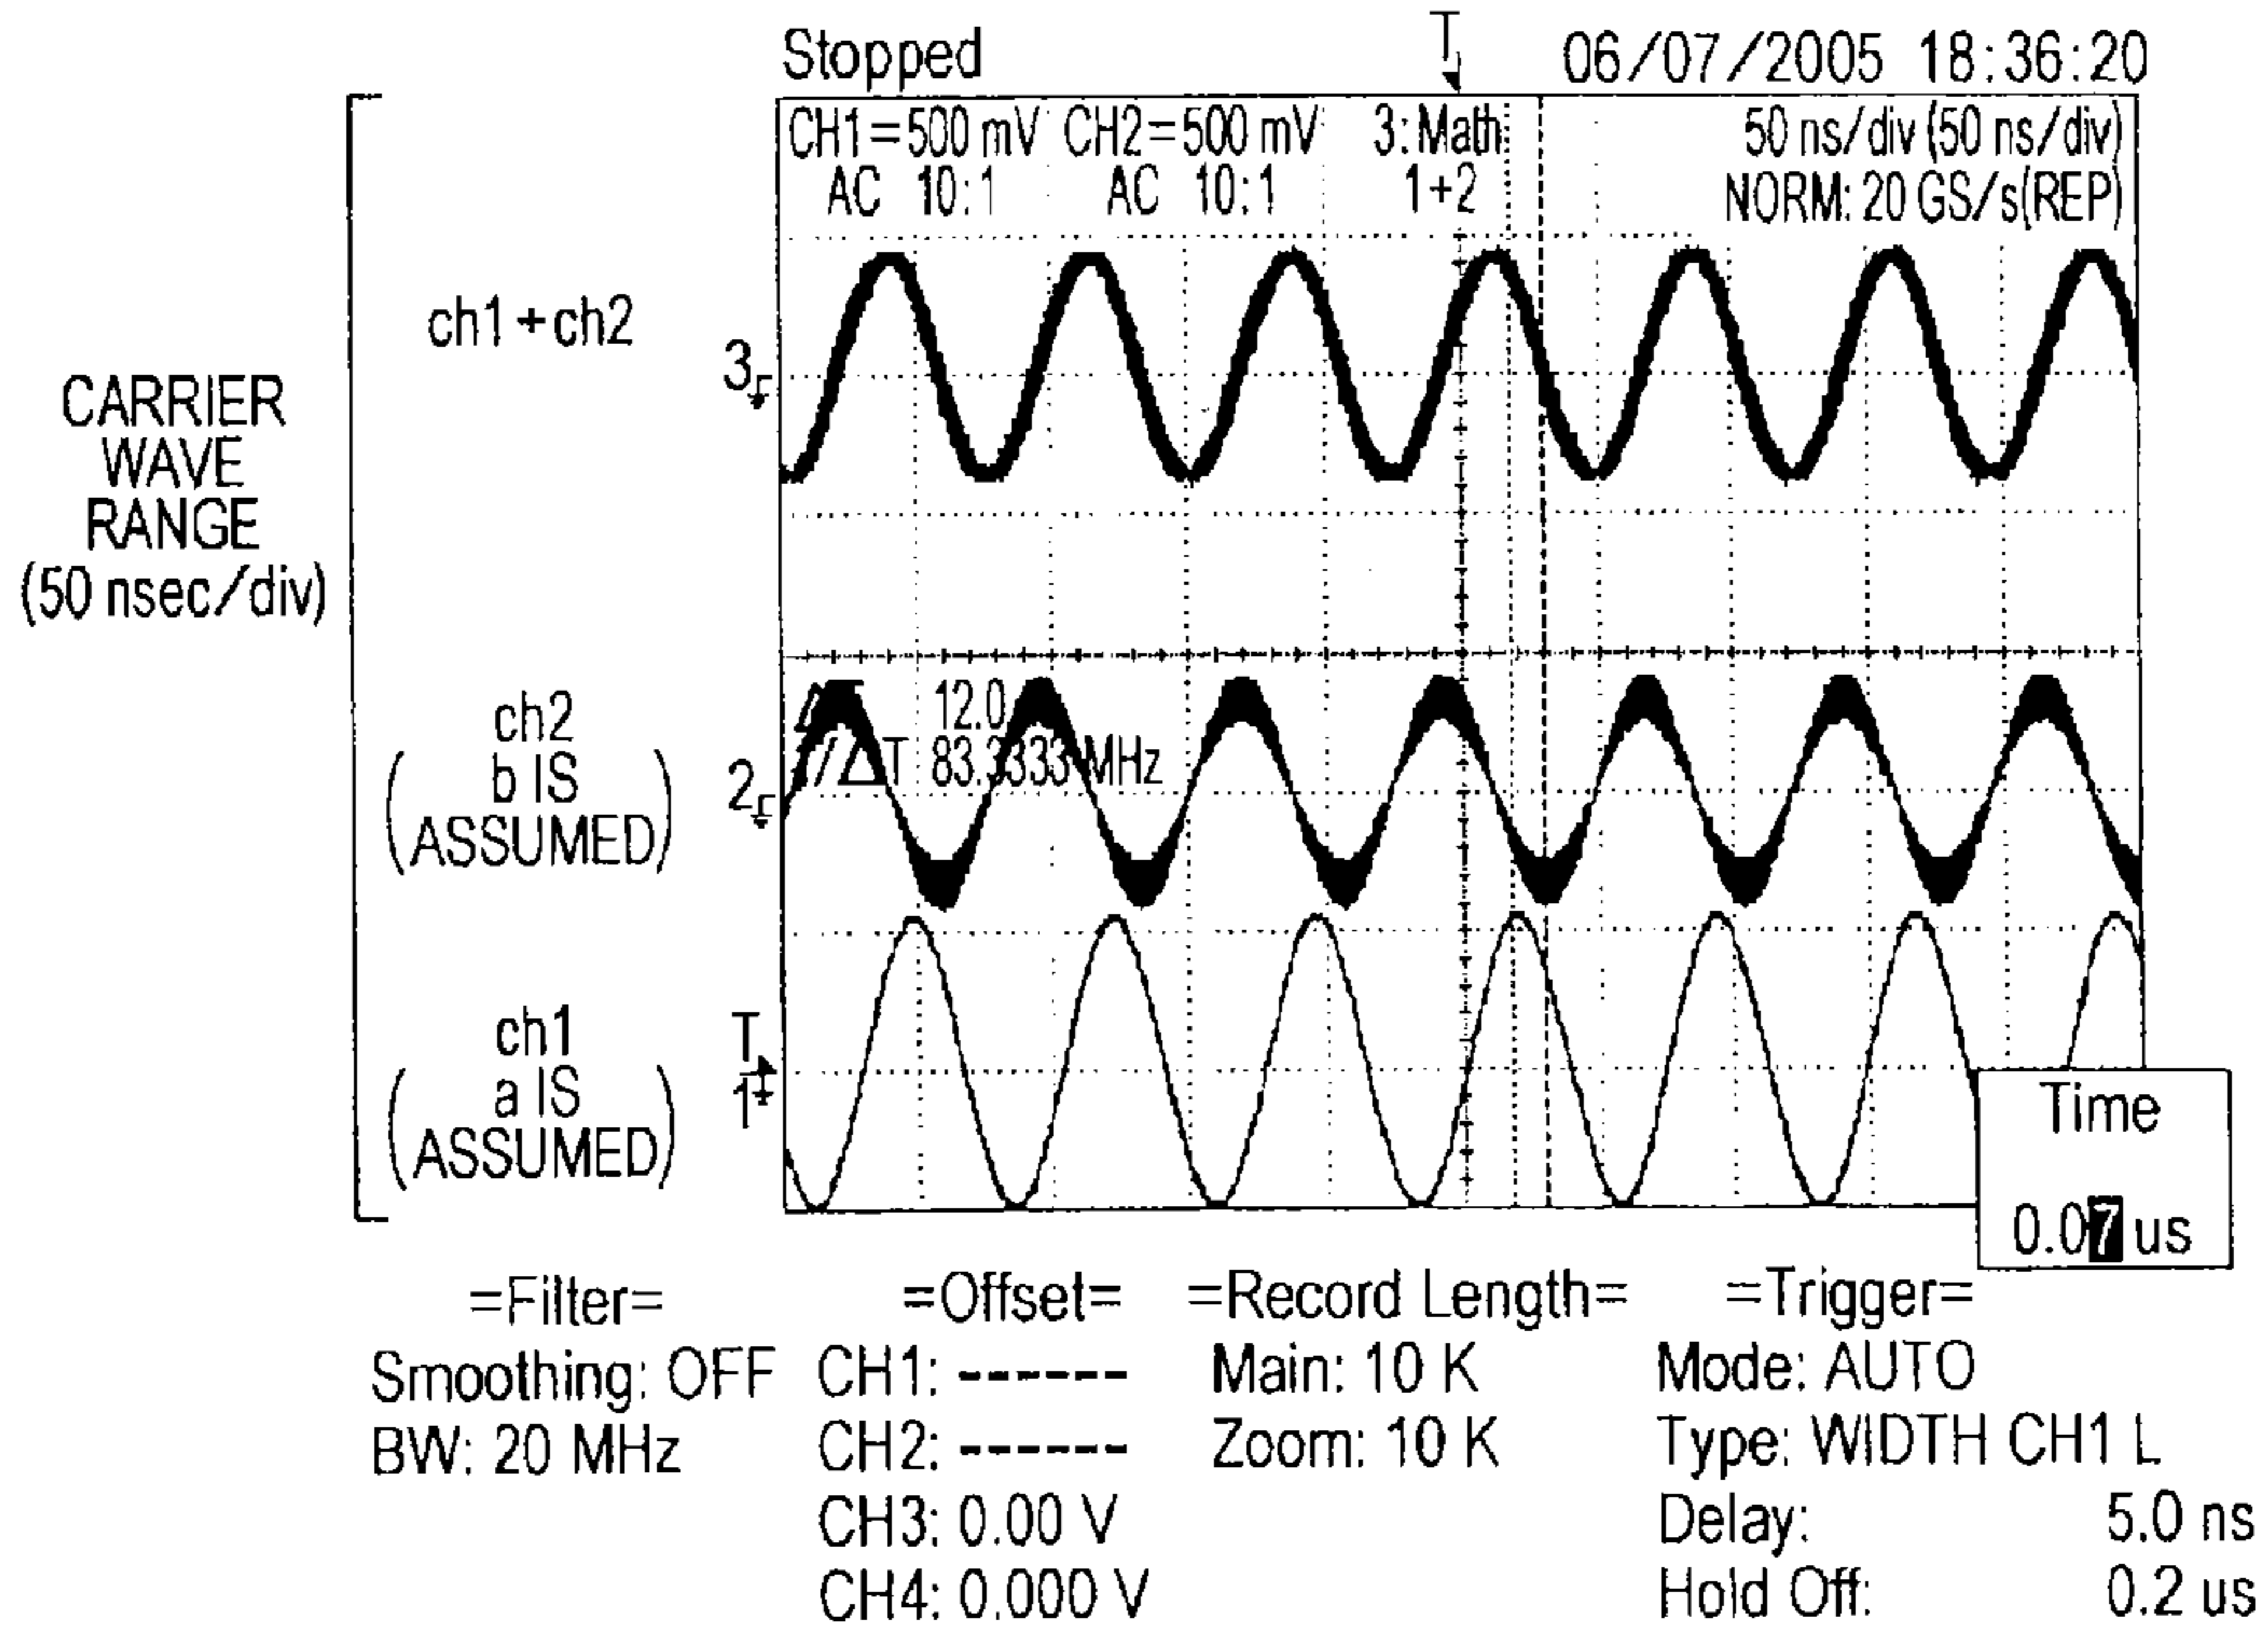 Stopped
T
06/07/2005 18:36:20
CH1=500 mV CH2=500 mV 3:Math 50 ns/div (50 ns/div)
AC 10:1 AC 10:1 1+2 NORM: 20 GS/s(REP)
CARRIER
WAVE
RANGE
(50 nsec/div)
ch1+ch2
3
ch2
b IS
(ASSUMED)
2
12.0
/ΔT 83.3333 MHz
ch1
a IS
(ASSUMED)
T
1
Time
0.07 us
=Filter=
Smoothing: OFF
BW: 20 MHz
=Offset=
CH1: ------
CH2: ------
CH3: 0.00 V
CH4: 0.000 V
=Record Length=
Main: 10 K
Zoom: 10 K
=Trigger=
Mode: AUTO
Type: WIDTH CH1 L
Delay: 5.0 ns
Hold Off: 0.2 us